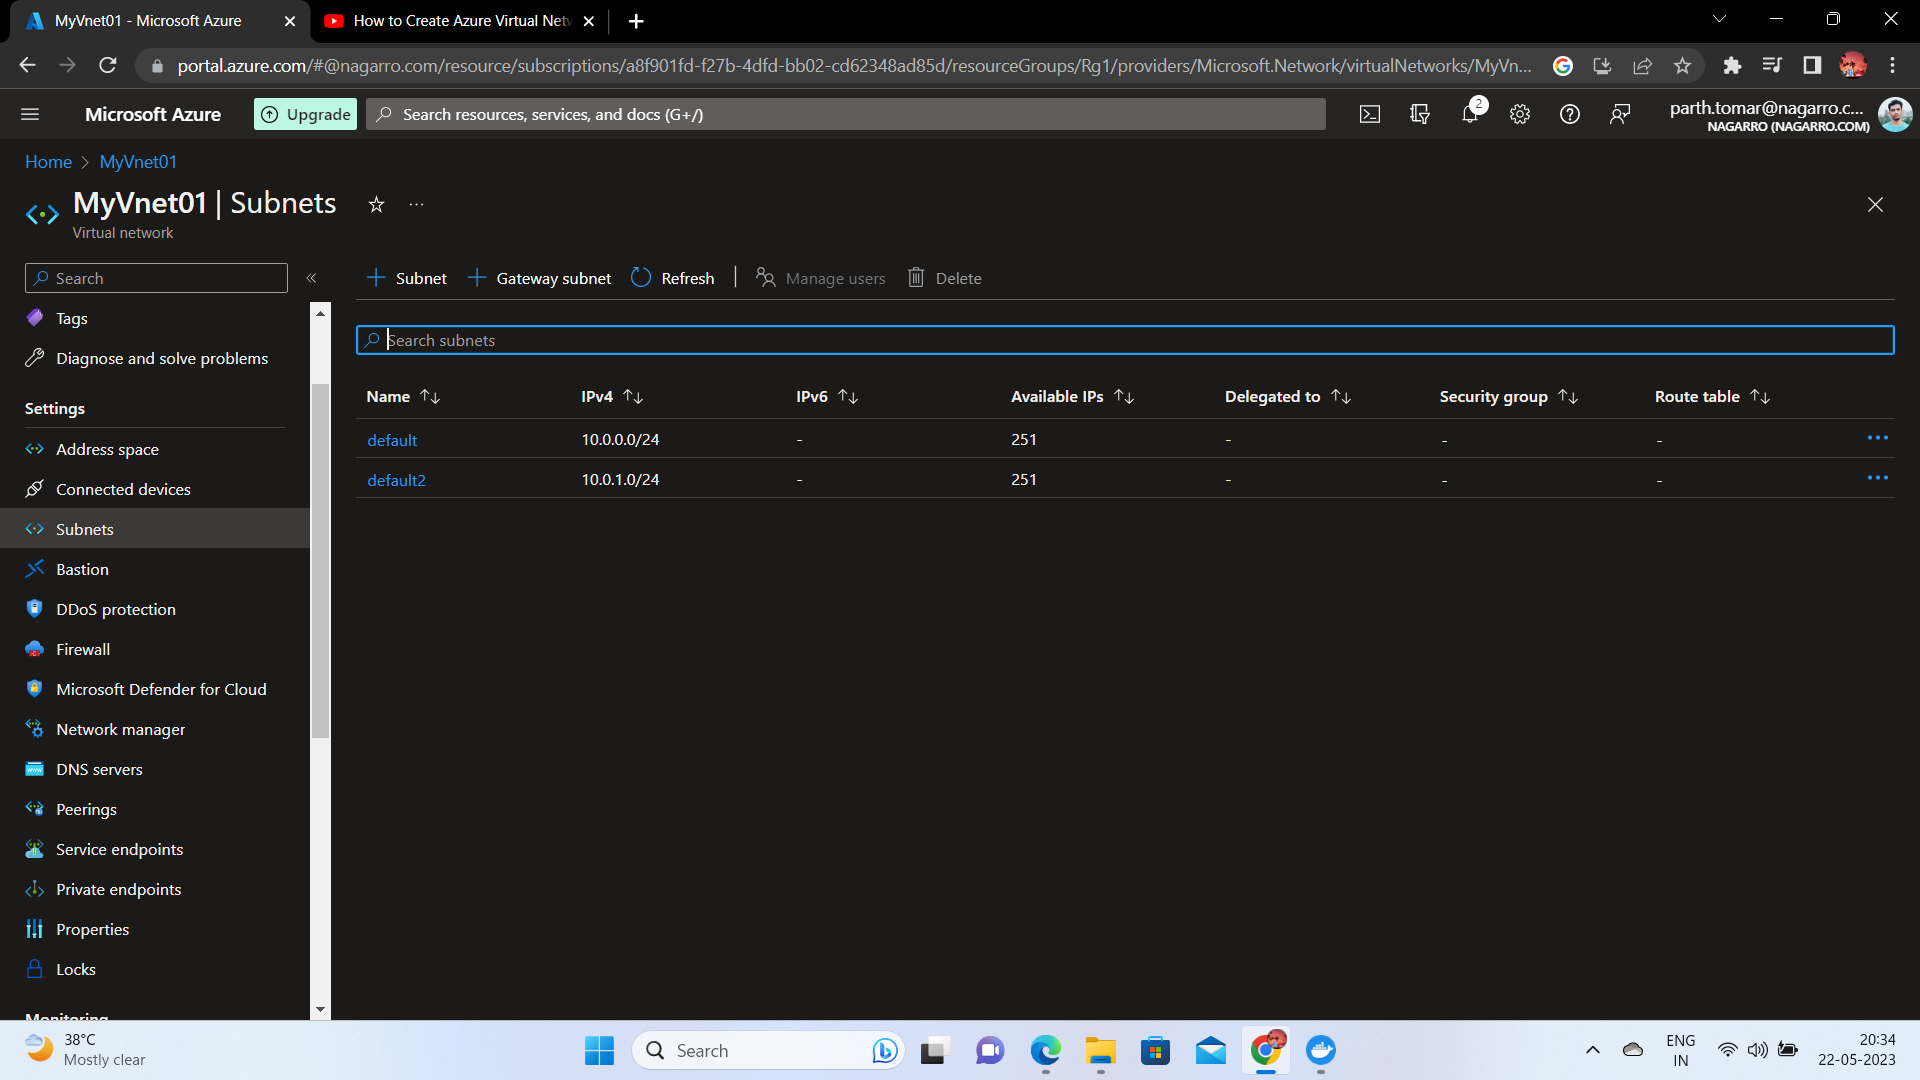 MyVnet01 - Microsoft Azure
How to Create Azure Virtual Netw
portal.azure.com/#@nagarro.com/resource/subscriptions/a8f901fd-f27b-4dfd-bb02-cd62348ad85d/resourceGroups/Rg1/providers/Microsoft.Network/virtualNetworks/MyVn...
Microsoft Azure
Upgrade
Search resources, services, and docs (G+/)
2
parth.tomar@nagarro.c...
NAGARRO (NAGARRO.COM)
Home > MyVnet01
MyVnet01 | Subnets
Virtual network
Search
Subnet
Gateway subnet
Refresh
Manage users
Delete
Tags
Diagnose and solve problems
Settings
Address space
Connected devices
Subnets
Bastion
DDoS protection
Firewall
Microsoft Defender for Cloud
Network manager
DNS servers
Peerings
Service endpoints
Private endpoints
Properties
Locks
Monitoring
Search subnets
Name IPv4 IPv6 Available IPs Delegated to Security group Route table
default 10.0.0.0/24 - 251 - - -
default2 10.0.1.0/24 - 251 - - -
38°C
Mostly clear
Search
ENG
IN
20:34
22-05-2023